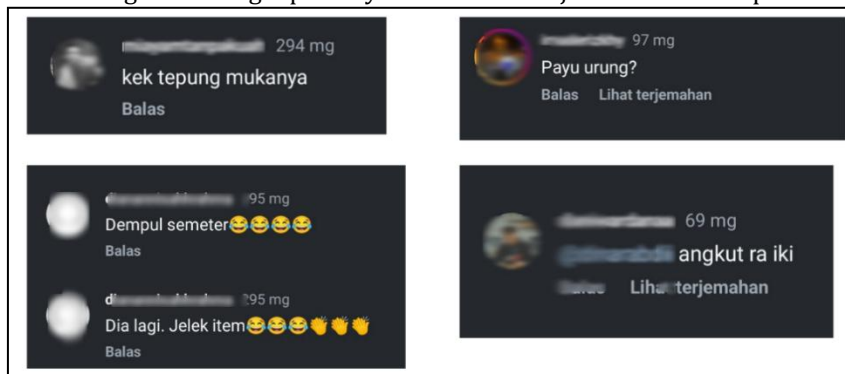 294 mg
kek tepung mukanya
Balas
97 mg
Payu urung?
Balas Lihat terjemahan
295 mg
Dempul semeter😂😂😂😂
Balas
295 mg
Dia lagi. Jelek item😂😂😂👏👏👏
Balas
69 mg
angkut ra iki
Lihat terjemahan